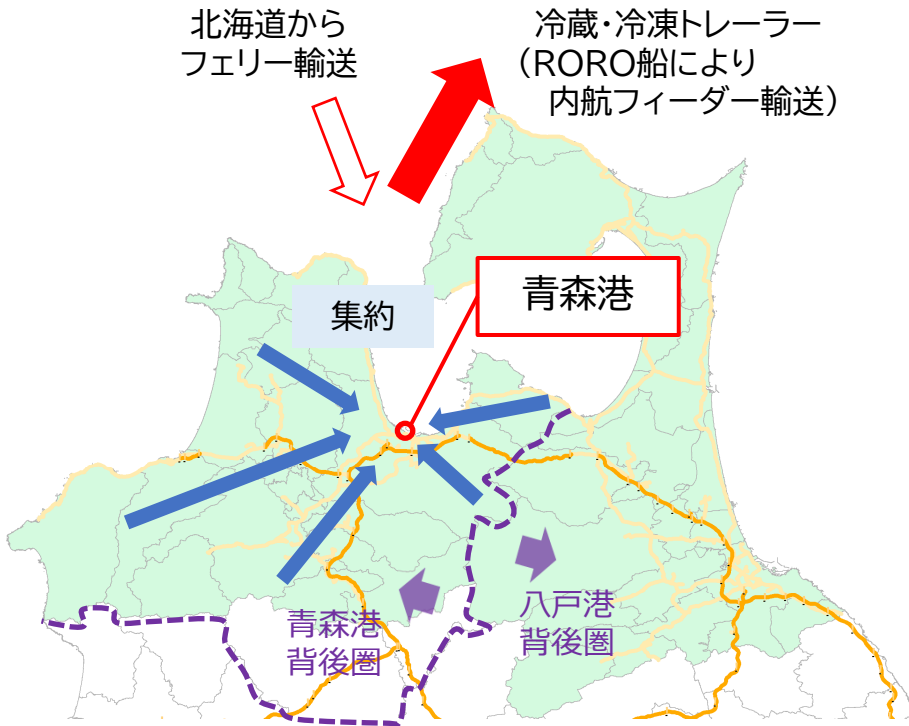 北海道から
フェリー輸送
冷蔵・冷凍トレーラー
（RORO船により
内航フィーダー輸送）
集約
青森港
青森港
背後圏
八戸港
背後圏